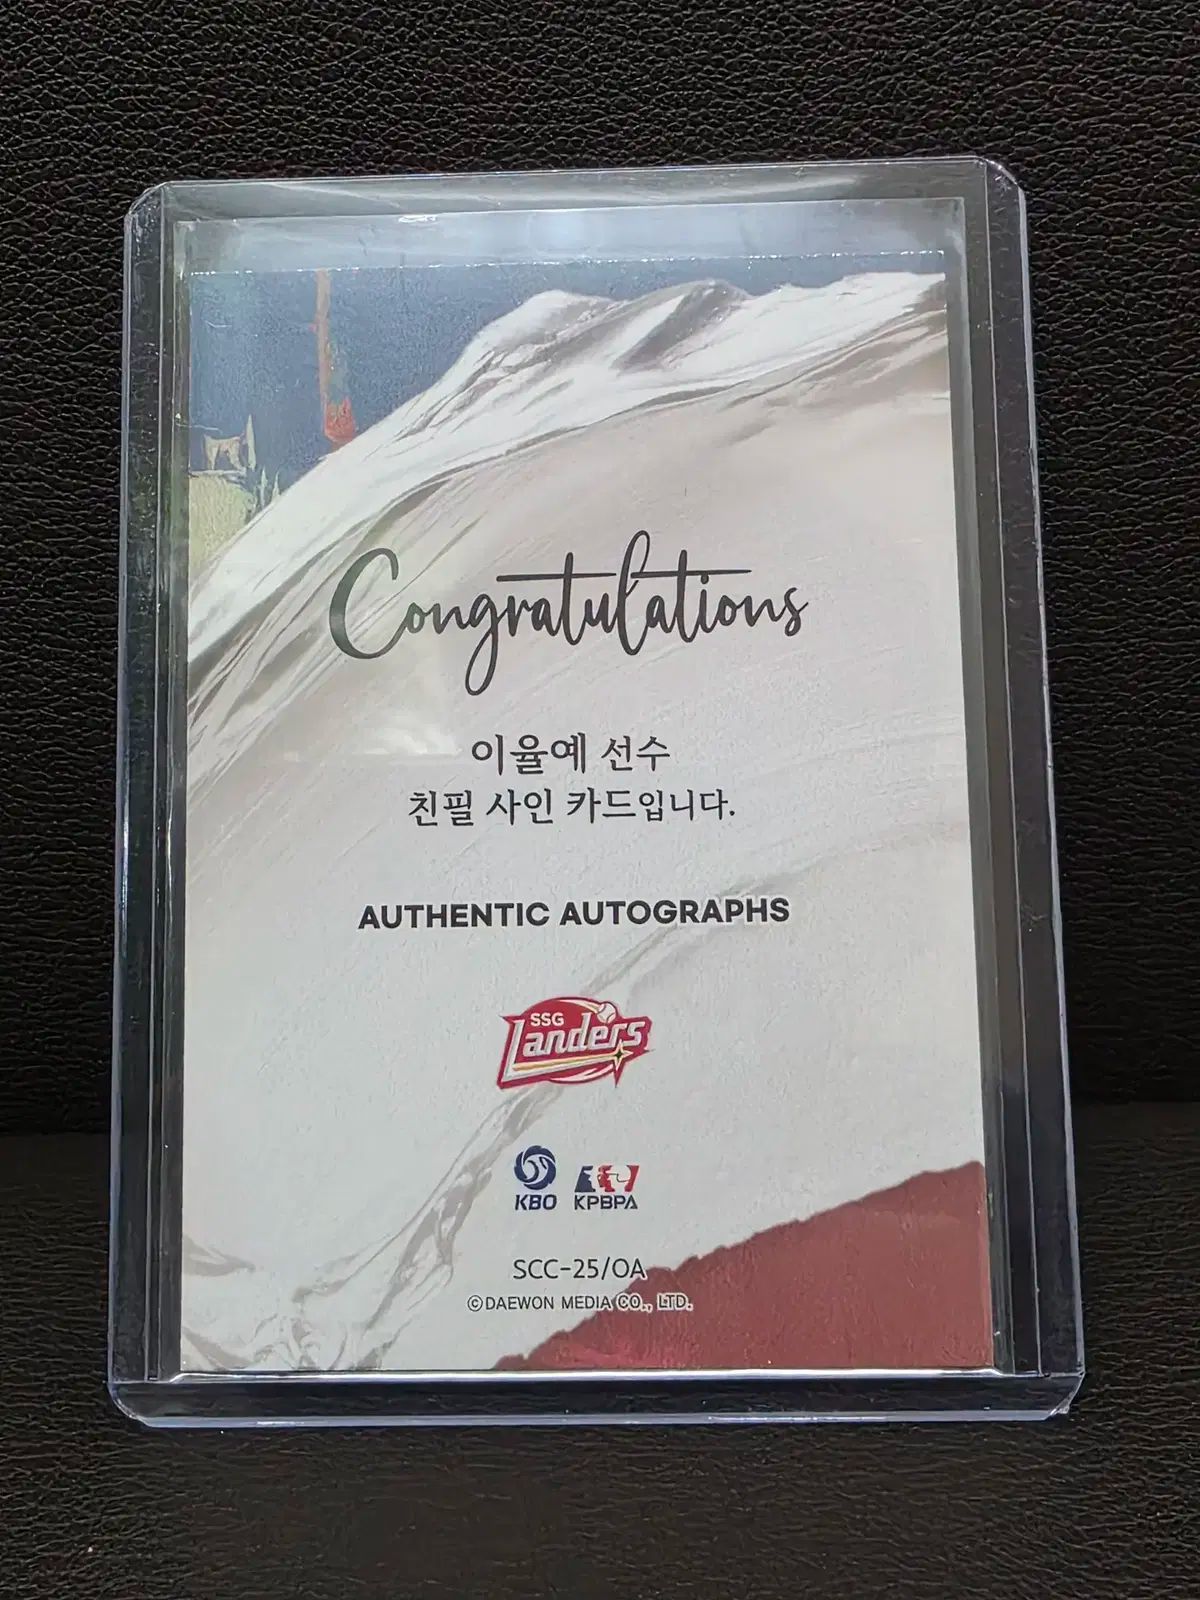 Congratulations
이율예 선수
친필 사인 카드입니다.
AUTHENTIC AUTOGRAPHS
SSG
Landers
KBO KPBPA
SCC-25/OA
©DAEWON MEDIA CO., LTD.